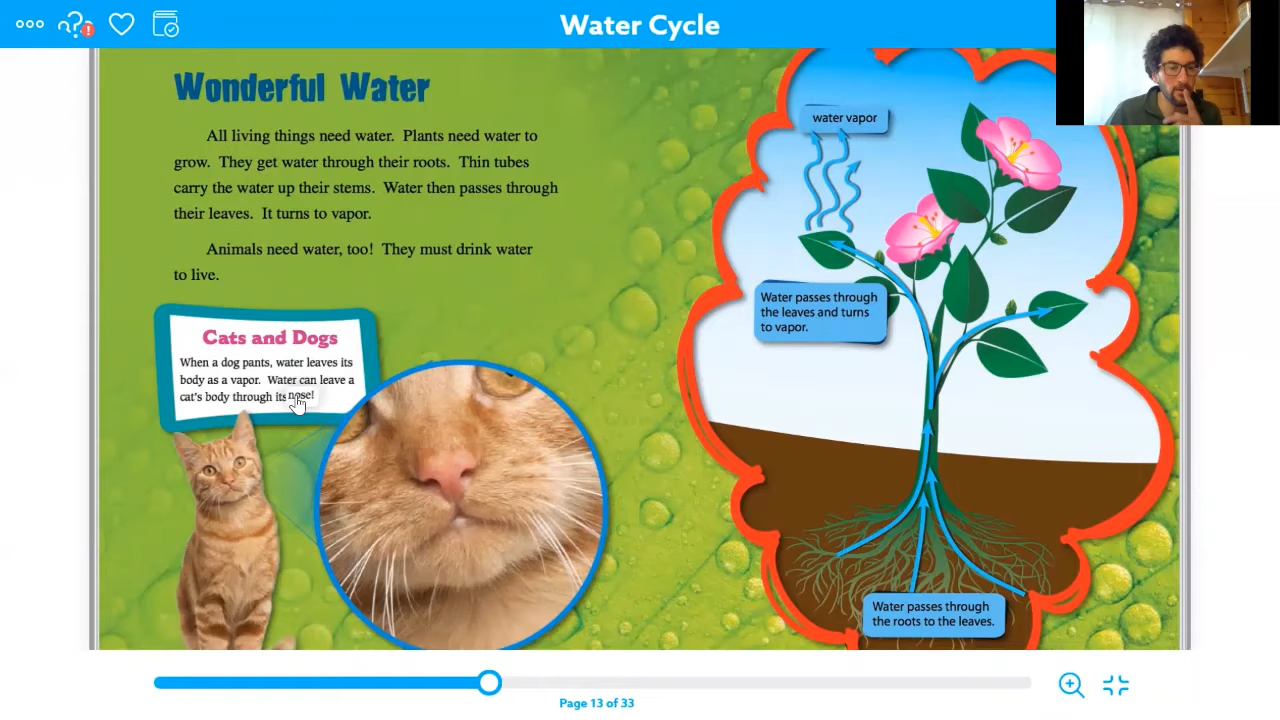 Water Cycle
Wonderful Water
All living things need water. Plants need water to
grow. They get water through their roots. Thin tubes
carry the water up their stems. Water then passes through
their leaves. It turns to vapor.
Animals need water, too! They must drink water
to live.
Cats and Dogs
When a dog pants, water leaves its
body as a vapor. Water can leave a
cat's body through its nose!
water vapor
Water passes through
the leaves and turns
to vapor.
Water passes through
the roots to the leaves.
Page 13 of 33